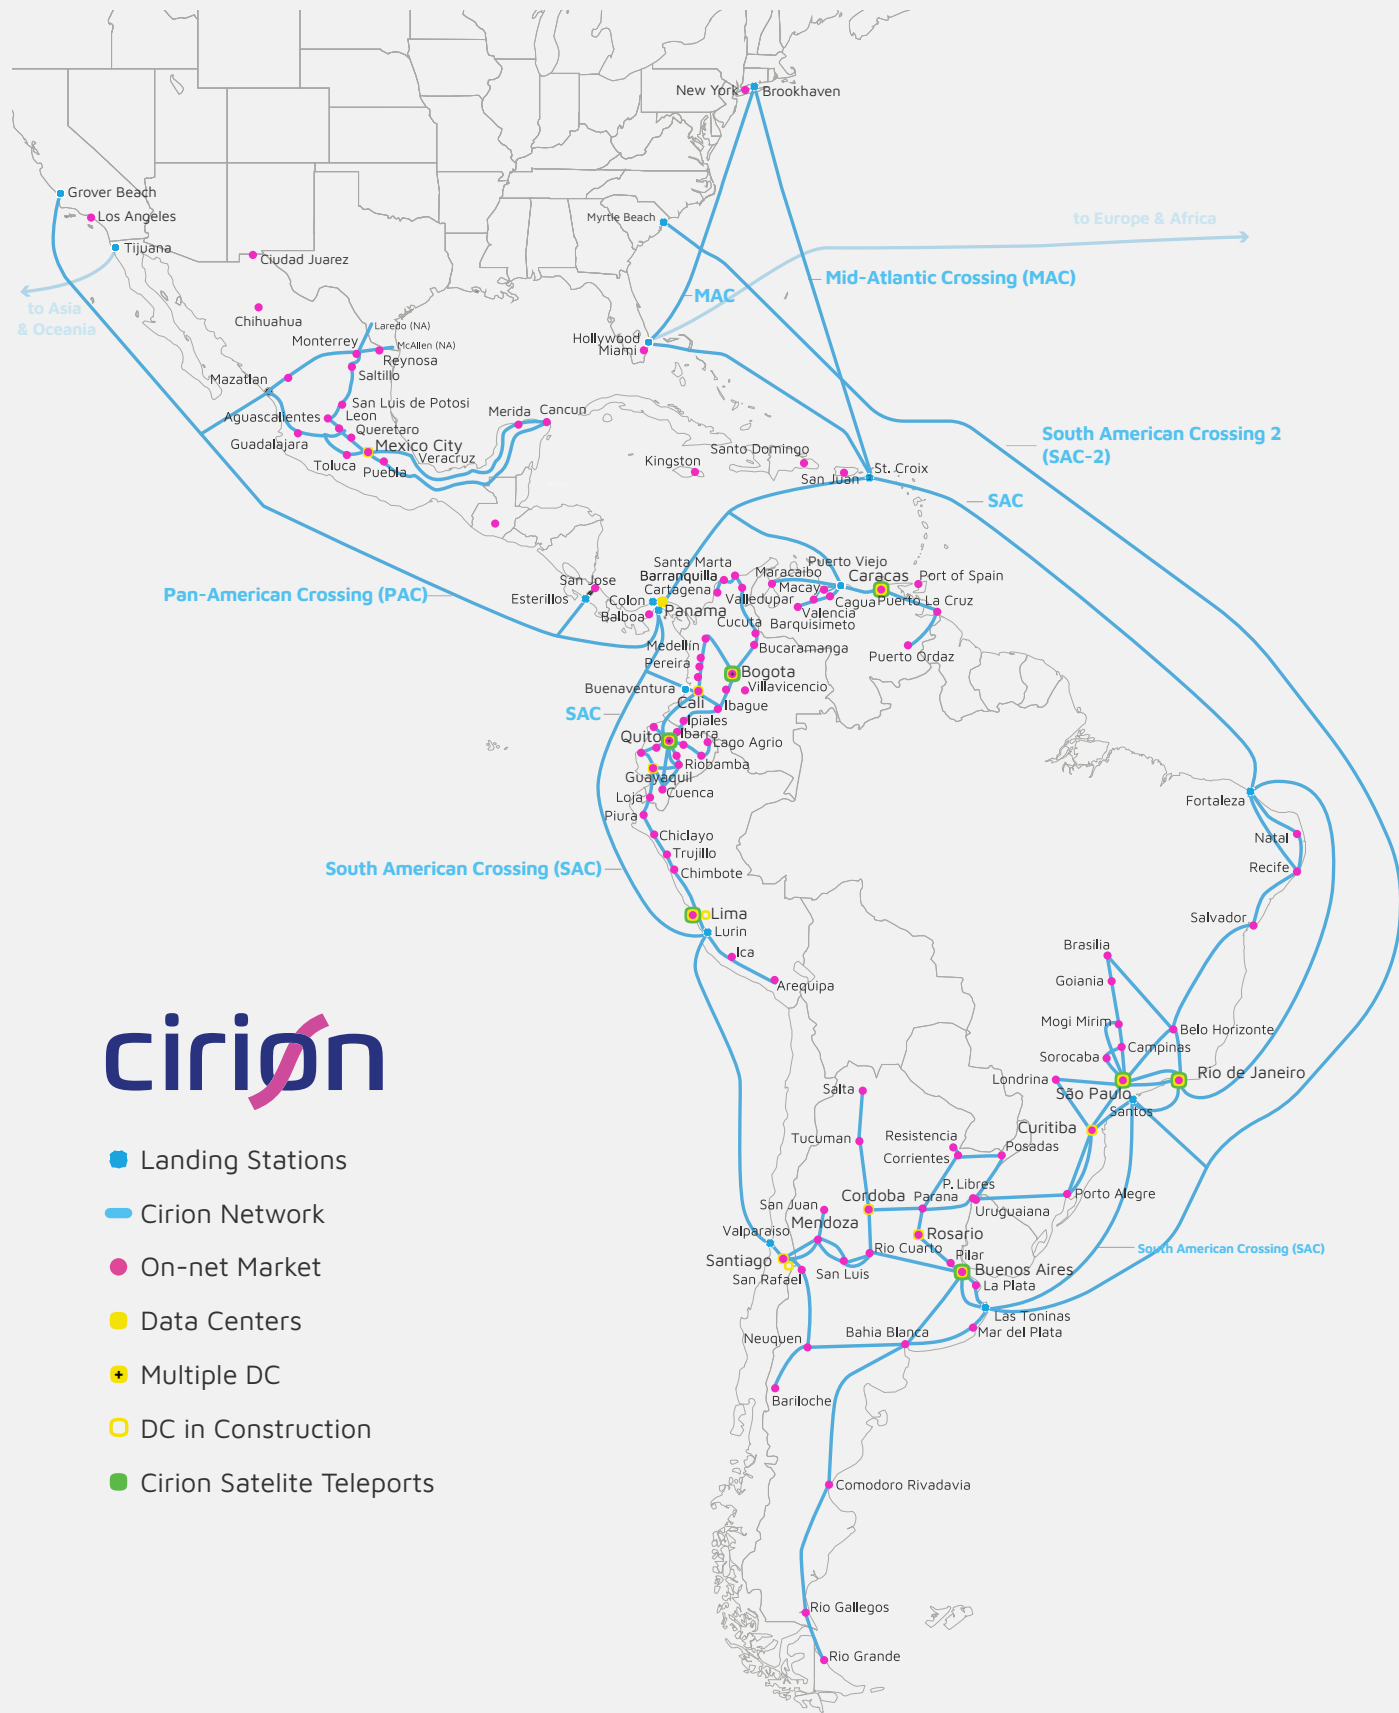 New York
Brookhaven
Grover Beach
Los Angeles
Myrtle Beach
to Europe & Africa
Tijuana
Ciudad Juarez
Mid-Atlantic Crossing (MAC)
MAC
to Asia
& Oceania
Chihuahua
Laredo (NA)
Monterrey
McAllen (NA)
Reynosa
Hollywood
Miami
Saltillo
Mazatlan
San Luis de Potosi
Aguascalientes
Leon
Queretaro
Guadalajara
Mexico City
Toluca
Puebla
Veracruz
Merida
Cancun
South American Crossing 2
(SAC-2)
Santo Domingo
Kingston
San Juan
St. Croix
SAC
Pan-American Crossing (PAC)
San Jose
Esterillos
Colon
Balboa
Panama
Santa Marta
Barranquilla
Cartagena
Valledupar
Maracaibo
Macay
Puerto Viejo
Caracas
Port of Spain
Cagua
Puerto La Cruz
Valencia
Barquisimeto
Cucuta
Medellín
Bucaramanga
Puerto Ordaz
Pereira
Bogota
Buenaventura
Villavicencio
Cali
Ibague
SAC
Ipiales
Quito
Ibarra
Lago Agrio
Riobamba
Guayaquil
Cuenca
Loja
Piura
Chiclayo
Trujillo
Chimbote
South American Crossing (SAC)
Lima
Lurin
Ica
Arequipa
Fortaleza
Natal
Recife
Salvador
Brasilia
Goiania
Mogi Mirim
Belo Horizonte
Campinas
Sorocaba
Londrina
Rio de Janeiro
São Paulo
Santos
Curitiba
Salta
Tucuman
Resistencia
Corrientes
Posadas
P. Libres
Porto Alegre
Cordoba
Parana
Uruguaiana
San Juan
Mendoza
Valparaiso
Rosario
Rio Cuarto
Pilar
South American Crossing (SAC)
Santiago
San Rafael
San Luis
Buenos Aires
La Plata
Las Toninas
Mar del Plata
Neuquen
Bahia Blanca
Bariloche
Comodoro Rivadavia
Rio Gallegos
Rio Grande
cirion
Landing Stations
Cirion Network
On-net Market
Data Centers
Multiple DC
DC in Construction
Cirion Satelite Teleports